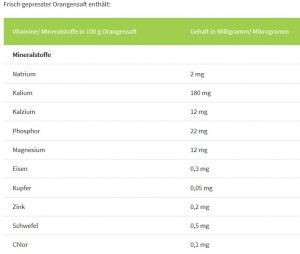 Frisch gepresster Orangensaft enthält:
Vitamine/ Mineralstoffe in 100 g Orangensaft Gehalt in Milligramm/ Mikrogramm
Mineralstoffe
Natrium 2 mg
Kalium 180 mg
Kalzium 12 mg
Phosphor 22 mg
Magnesium 12 mg
Eisen 0,3 mg
Kupfer 0,05 mg
Zink 0,2 mg
Schwefel 0,5 mg
Chlor 0,1 mg